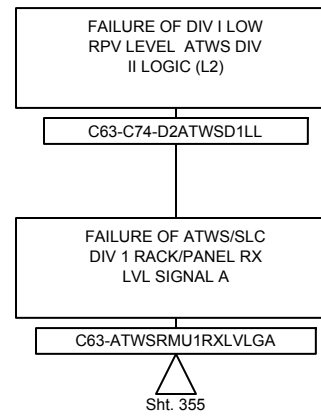 FAILURE OF DIV I LOW
RPV LEVEL ATWS DIV
II LOGIC (L2)
C63-C74-D2ATWSD1LL
FAILURE OF ATWS/SLC
DIV 1 RACK/PANEL RX
LVL SIGNAL A
C63-ATWSRMU1RXLVLGA
Sht. 355